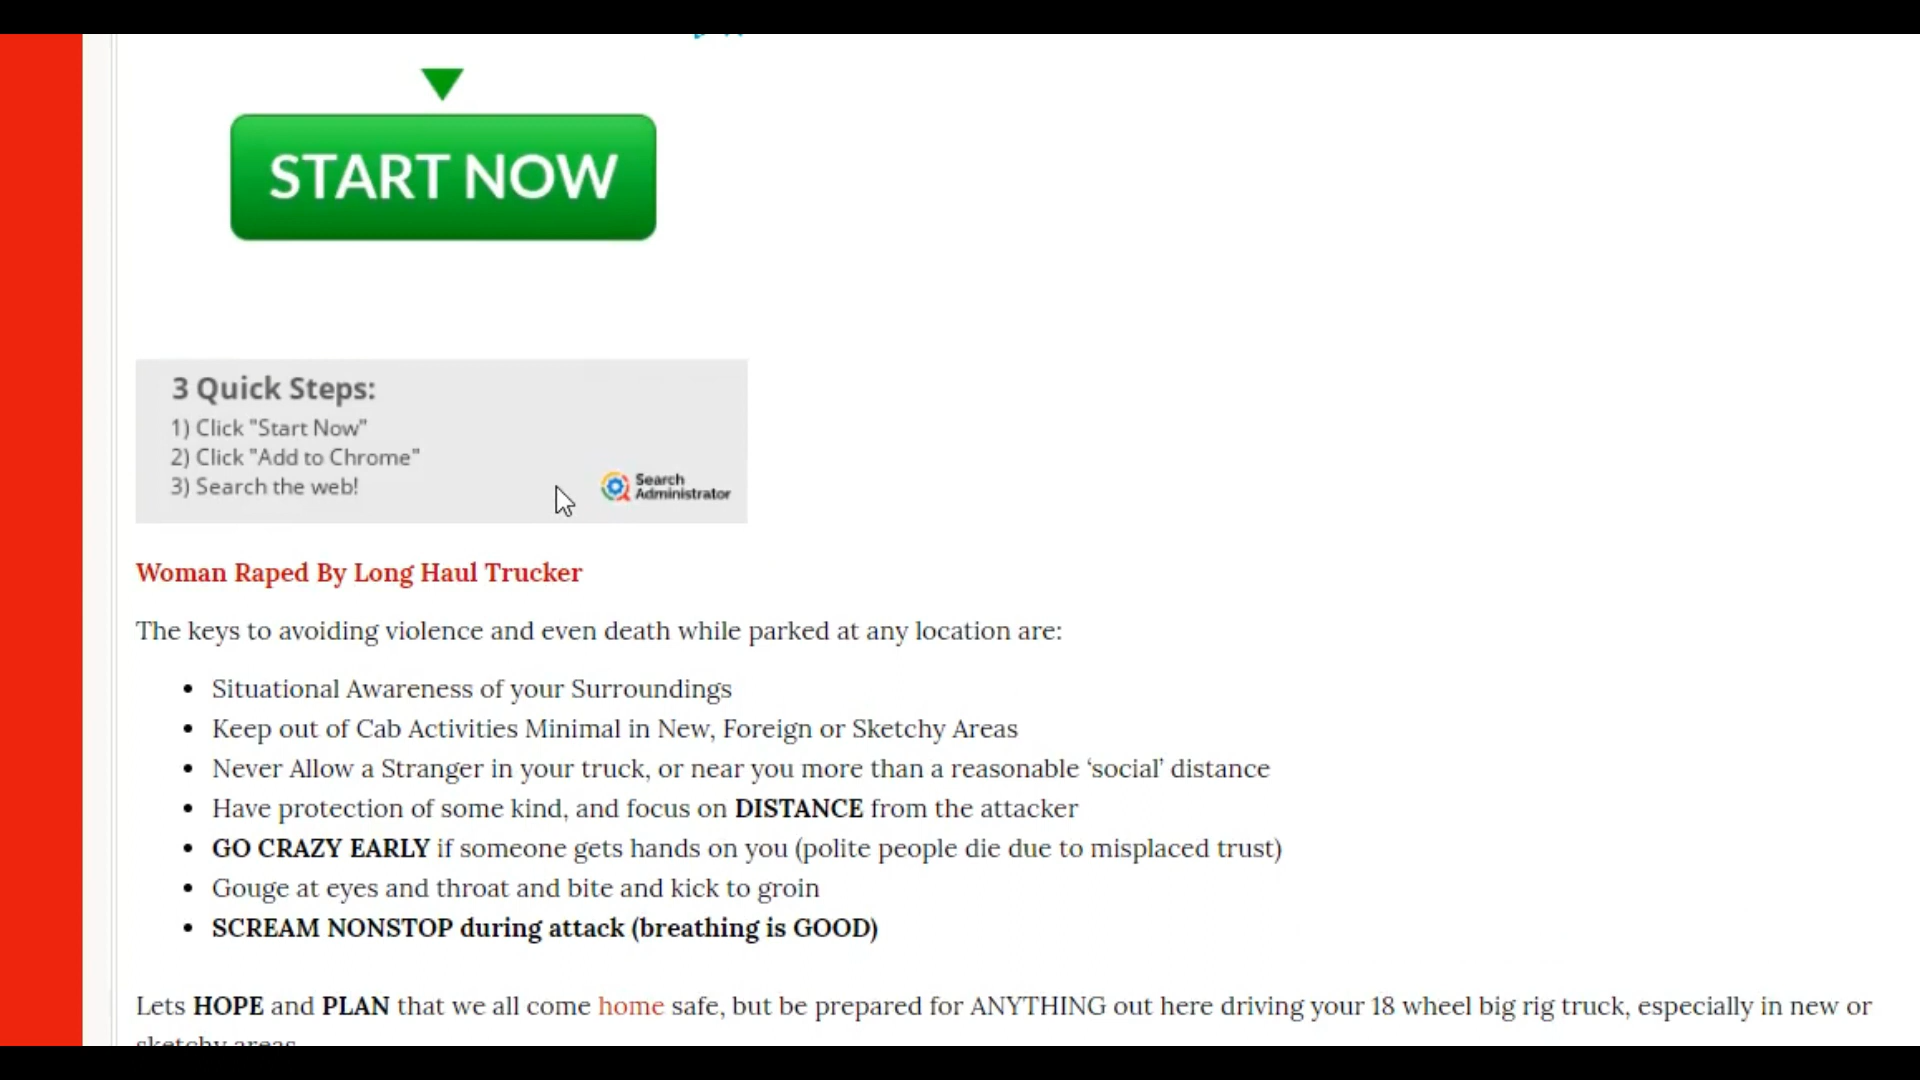 START NOW
3 Quick Steps:
1) Click "Start Now"
2) Click "Add to Chrome"
3) Search the web!
Search
Administrator
Woman Raped By Long Haul Trucker
The keys to avoiding violence and even death while parked at any location are:
• Situational Awareness of your Surroundings
• Keep out of Cab Activities Minimal in New, Foreign or Sketchy Areas
• Never Allow a Stranger in your truck, or near you more than a reasonable ‘social’ distance
• Have protection of some kind, and focus on DISTANCE from the attacker
• GO CRAZY EARLY if someone gets hands on you (polite people die due to misplaced trust)
• Gouge at eyes and throat and bite and kick to groin
• SCREAM NONSTOP during attack (breathing is GOOD)
Lets HOPE and PLAN that we all come home safe, but be prepared for ANYTHING out here driving your 18 wheel big rig truck, especially in new or
sketchy areas